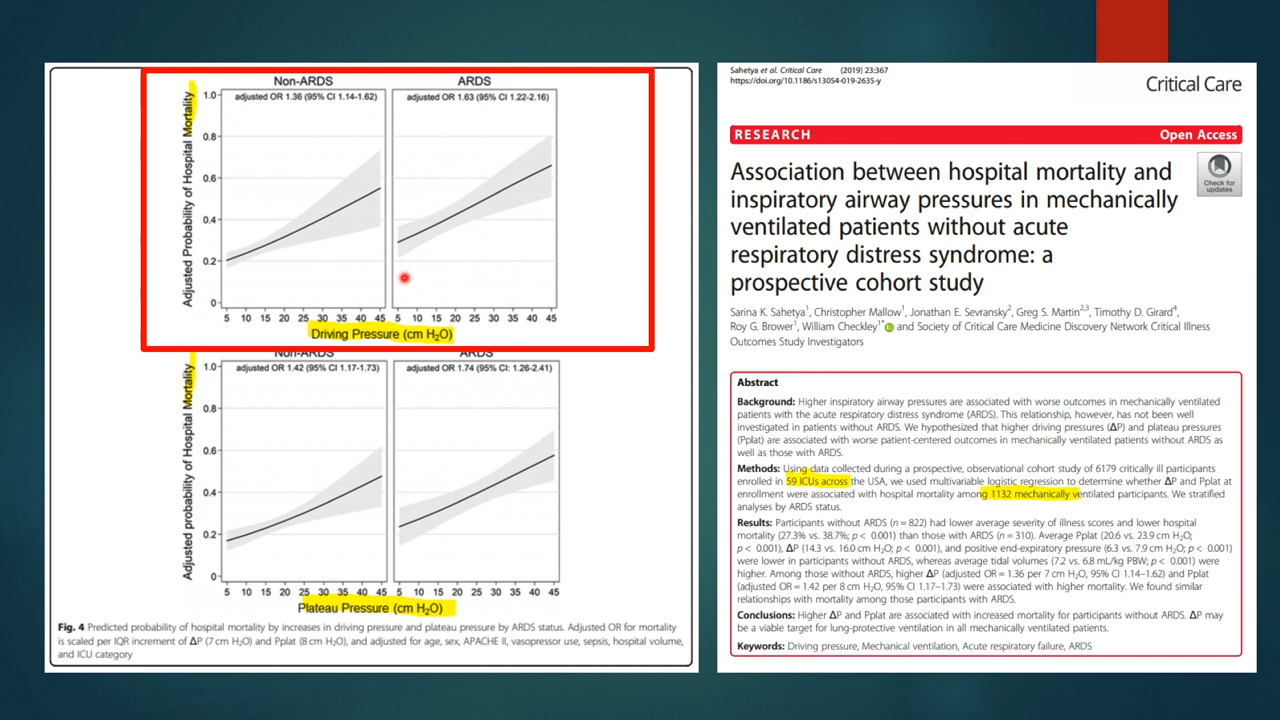 Non-ARDS
ARDS
adjusted OR 1.36 (95% CI 1.14-1.62)
adjusted OR 1.63 (95% CI 1.22-2.16)
Adjusted Probability of Hospital Mortality
1.0
0.8
0.6
0.4
0.2
0
5 10 15 20 25 30 35 40 45
5 10 15 20 25 30 35 40 45
Driving Pressure (cm H₂O)
Non-ARDS
ARDS
adjusted OR 1.42 (95% CI 1.17-1.73)
adjusted OR 1.74 (95% CI: 1.26-2.41)
Adjusted probability of Hospital Mortality
1.0
0.8
0.6
0.4
0.2
0
5 10 15 20 25 30 35 40 45
5 10 15 20 25 30 35 40 45
Plateau Pressure (cm H₂O)
Fig. 4 Predicted probability of hospital mortality by increases in driving pressure and plateau pressure by ARDS status. Adjusted OR for mortality
is scaled per IQR increment of ΔP (7 cm H₂O) and Pplat (8 cm H₂O), and adjusted for age, sex, APACHE II, vasopressor use, sepsis, hospital volume,
and ICU category
Sahetya et al. Critical Care (2019) 23:367
https://doi.org/10.1186/s13054-019-2635-y
Critical Care
RESEARCH
Open Access
Check for
updates
Association between hospital mortality and
inspiratory airway pressures in mechanically
ventilated patients without acute
respiratory distress syndrome: a
prospective cohort study
Sarina K. Sahetya¹, Christopher Mallow¹, Jonathan E. Sevransky², Greg S. Martin²,³, Timothy D. Girard⁴,
Roy G. Brower¹, William Checkley¹* iD and Society of Critical Care Medicine Discovery Network Critical Illness
Outcomes Study Investigators
Abstract
Background: Higher inspiratory airway pressures are associated with worse outcomes in mechanically ventilated
patients with the acute respiratory distress syndrome (ARDS). This relationship, however, has not been well
investigated in patients without ARDS. We hypothesized that higher driving pressures (ΔP) and plateau pressures
(Pplat) are associated with worse patient-centered outcomes in mechanically ventilated patients without ARDS as
well as those with ARDS.
Methods: Using data collected during a prospective, observational cohort study of 6179 critically ill participants
enrolled in 59 ICUs across the USA, we used multivariable logistic regression to determine whether ΔP and Pplat at
enrollment were associated with hospital mortality among 1132 mechanically ventilated participants. We stratified
analyses by ARDS status.
Results: Participants without ARDS (n = 822) had lower average severity of illness scores and lower hospital
mortality (27.3% vs. 38.7%; p < 0.001) than those with ARDS (n = 310). Average Pplat (20.6 vs. 23.9 cm H₂O;
p < 0.001), ΔP (14.3 vs. 16.0 cm H₂O; p < 0.001), and positive end-expiratory pressure (6.3 vs. 7.9 cm H₂O; p < 0.001)
were lower in participants without ARDS, whereas average tidal volumes (7.2 vs. 6.8 mL/kg PBW; p < 0.001) were
higher. Among those without ARDS, higher ΔP (adjusted OR = 1.36 per 7 cm H₂O, 95% CI 1.14–1.62) and Pplat
(adjusted OR = 1.42 per 8 cm H₂O, 95% CI 1.17–1.73) were associated with higher mortality. We found similar
relationships with mortality among those participants with ARDS.
Conclusions: Higher ΔP and Pplat are associated with increased mortality for participants without ARDS. ΔP may
be a viable target for lung-protective ventilation in all mechanically ventilated patients.
Keywords: Driving pressure, Mechanical ventilation, Acute respiratory failure, ARDS